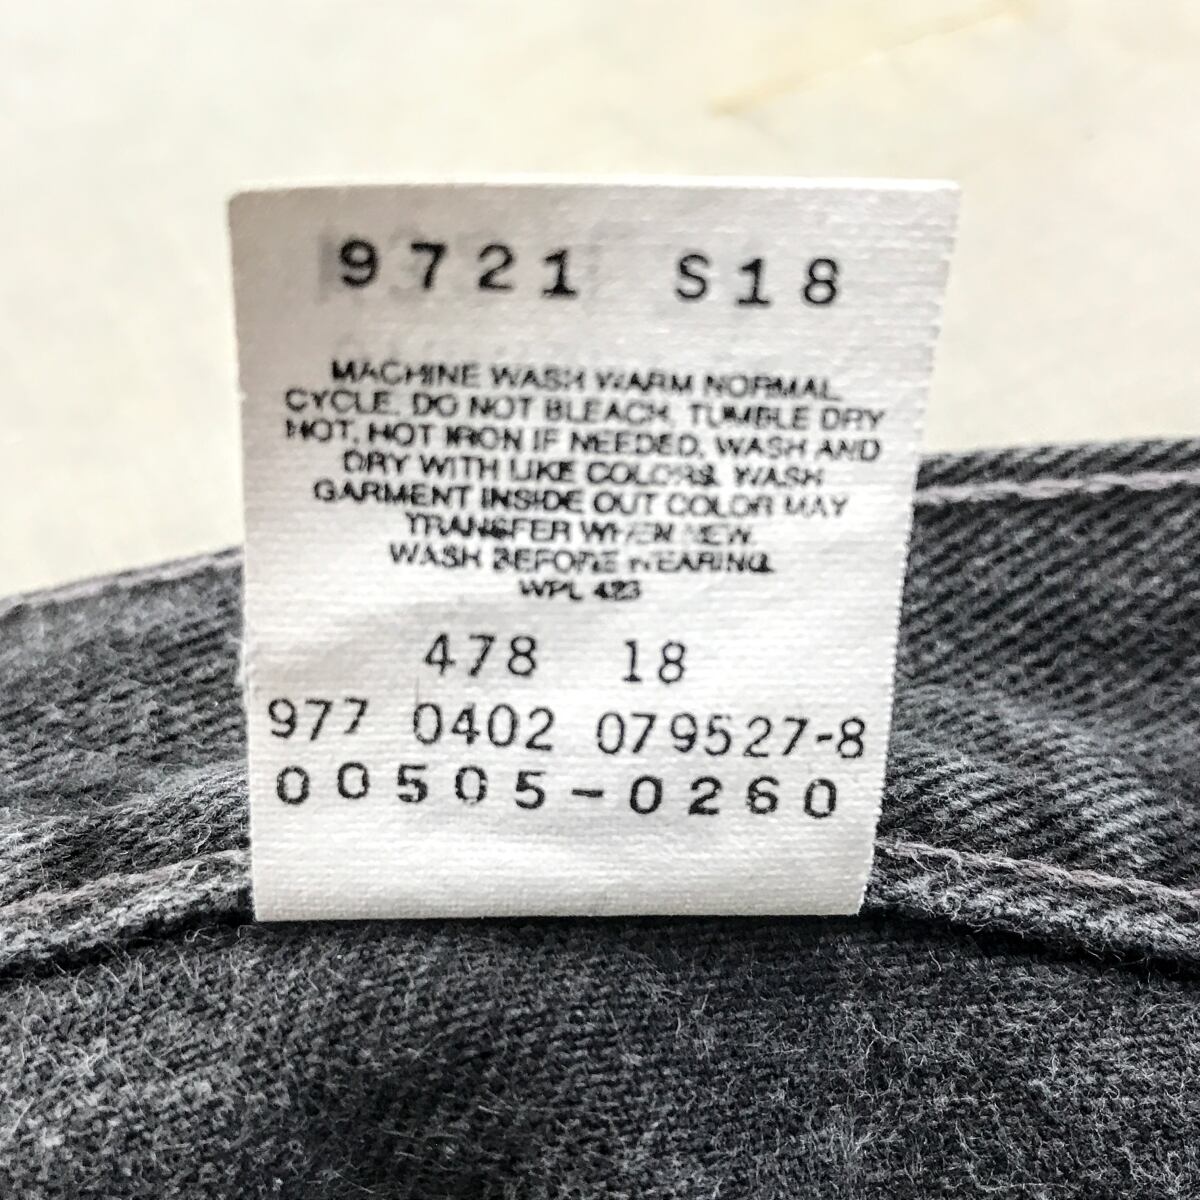 9721 S18
MACHINE WASH WARM NORMAL
CYCLE. DO NOT BLEACH. TUMBLE DRY
HOT. HOT IRON IF NEEDED. WASH AND
DRY WITH LIKE COLORS. WASH
GARMENT INSIDE OUT COLOR MAY
TRANSFER WHEN NEW.
WASH BEFORE WEARING.
WPL 423
478 18
977 0402 079527-8
00505-0260